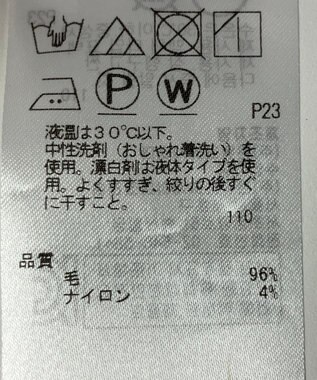 P W
P23
液温は30℃以下。
中性洗剤（おしゃれ着洗い）を
使用。漂白剤は液体タイプを使
用。よくすすぎ、絞りの後すぐ
に干すこと。
110
品質
毛 96%
ナイロン 4%